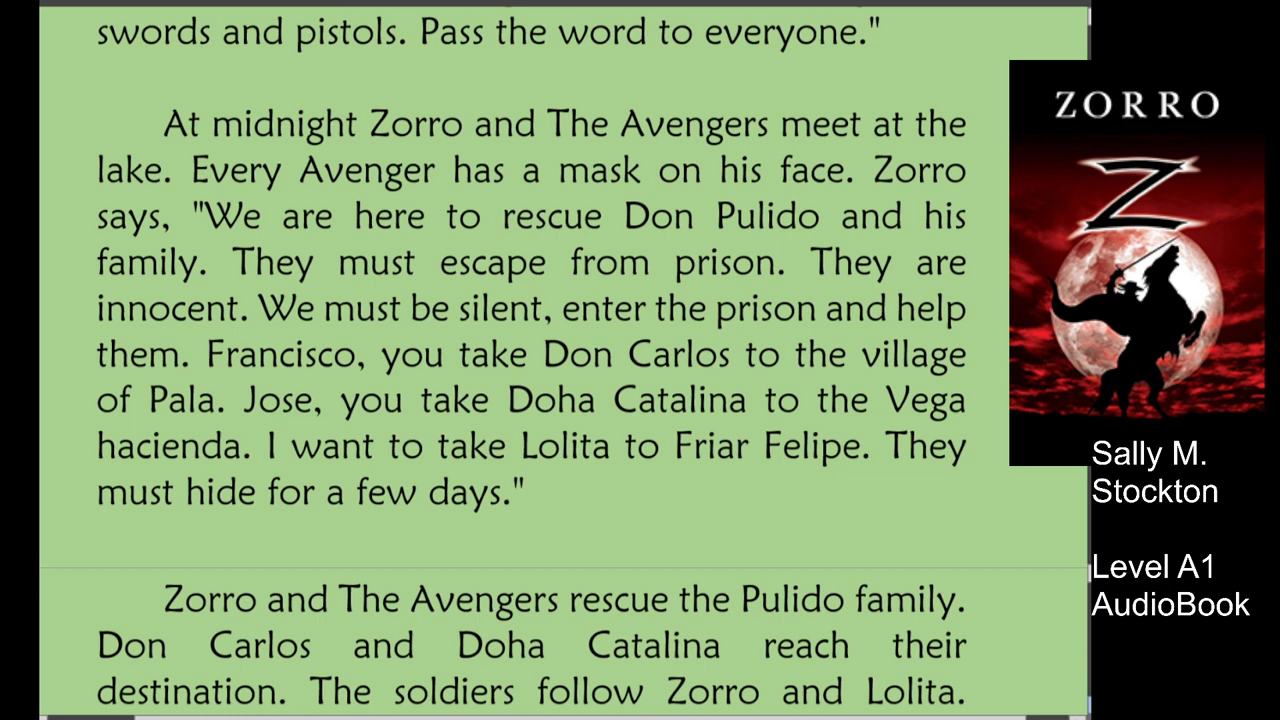 swords and pistols. Pass the word to everyone."
At midnight Zorro and The Avengers meet at the
lake. Every Avenger has a mask on his face. Zorro
says, "We are here to rescue Don Pulido and his
family. They must escape from prison. They are
innocent. We must be silent, enter the prison and help
them. Francisco, you take Don Carlos to the village
of Pala. Jose, you take Doha Catalina to the Vega
hacienda. I want to take Lolita to Friar Felipe. They
must hide for a few days."
Zorro and The Avengers rescue the Pulido family.
Don Carlos and Doha Catalina reach their
destination. The soldiers follow Zorro and Lolita.
ZORRO
Z
Sally M.
Stockton
Level A1
AudioBook